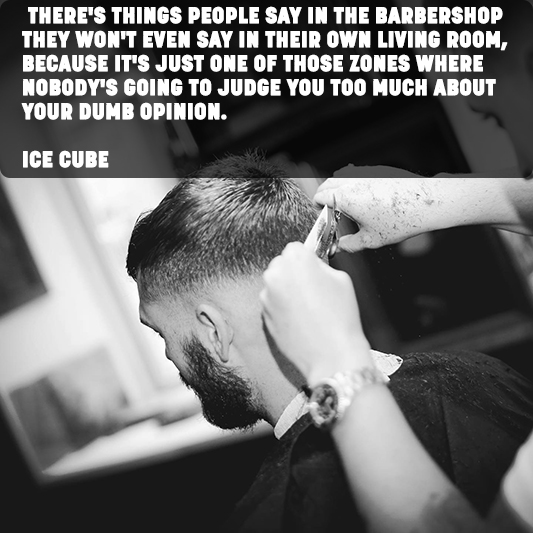 THERE'S THINGS PEOPLE SAY IN THE BARBERSHOP
THEY WON'T EVEN SAY IN THEIR OWN LIVING ROOM,
BECAUSE IT'S JUST ONE OF THOSE ZONES WHERE
NOBODY'S GOING TO JUDGE YOU TOO MUCH ABOUT
YOUR DUMB OPINION.
ICE CUBE